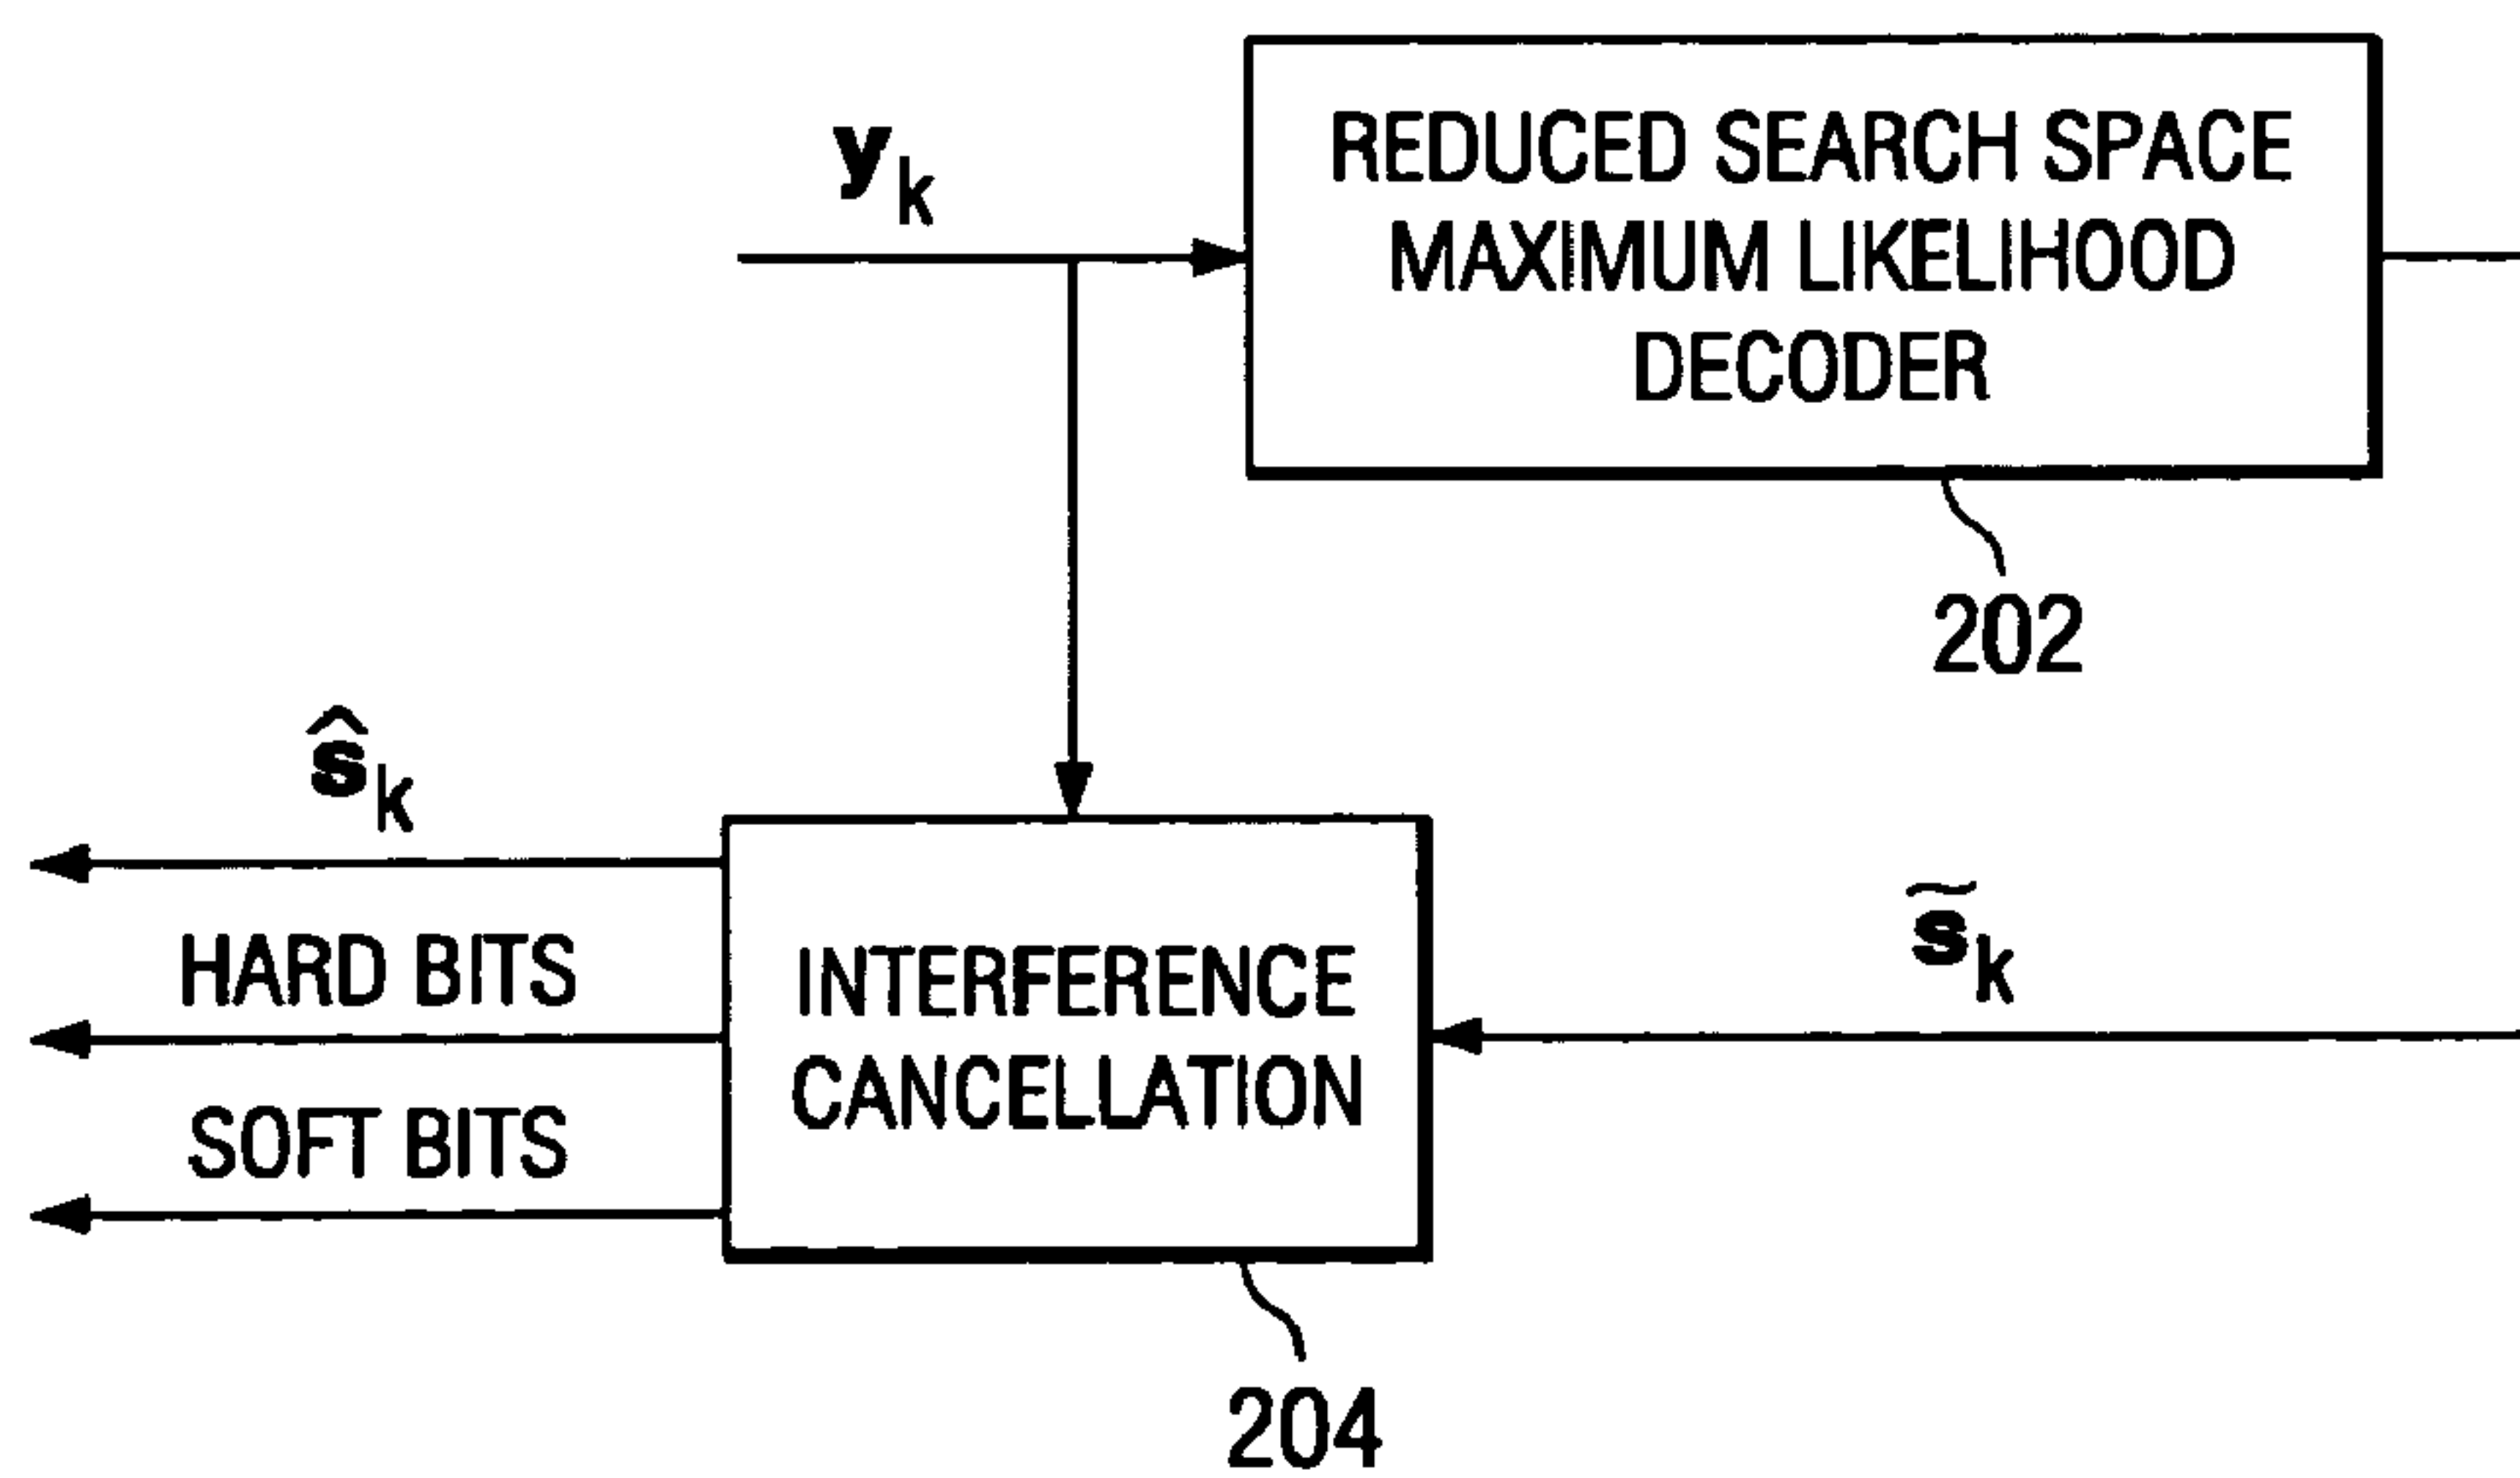 y_k
REDUCED SEARCH SPACE
MAXIMUM LIKELIHOOD
DECODER
202
ŝ_k
HARD BITS
SOFT BITS
INTERFERENCE
CANCELLATION
s̃_k
204